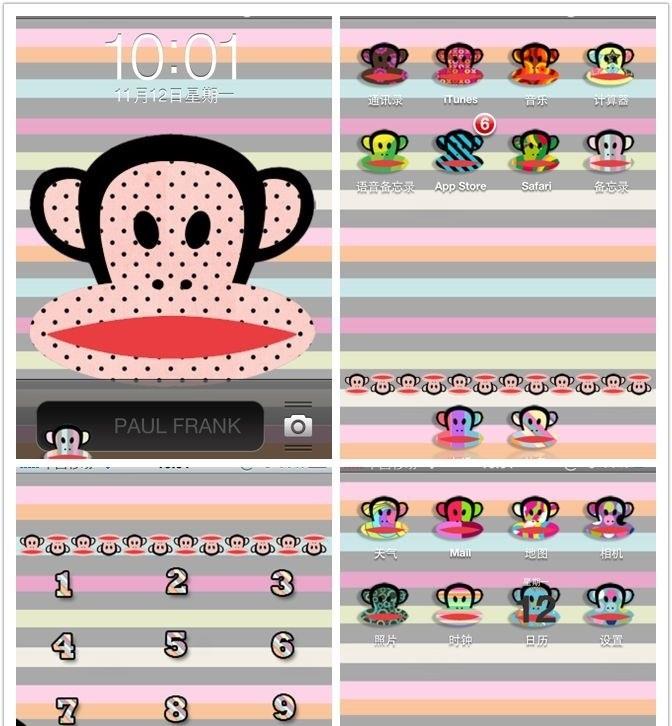 10:01
11月12日星期一
PAUL FRANK
通讯录 iTunes 音乐 计算器
6
语音备忘录 App Store Safari 备忘录
1 2 3
4 5 6
7 8 9
天气 Mail 地图 相机
星期一
12
照片 时钟 日历 设置